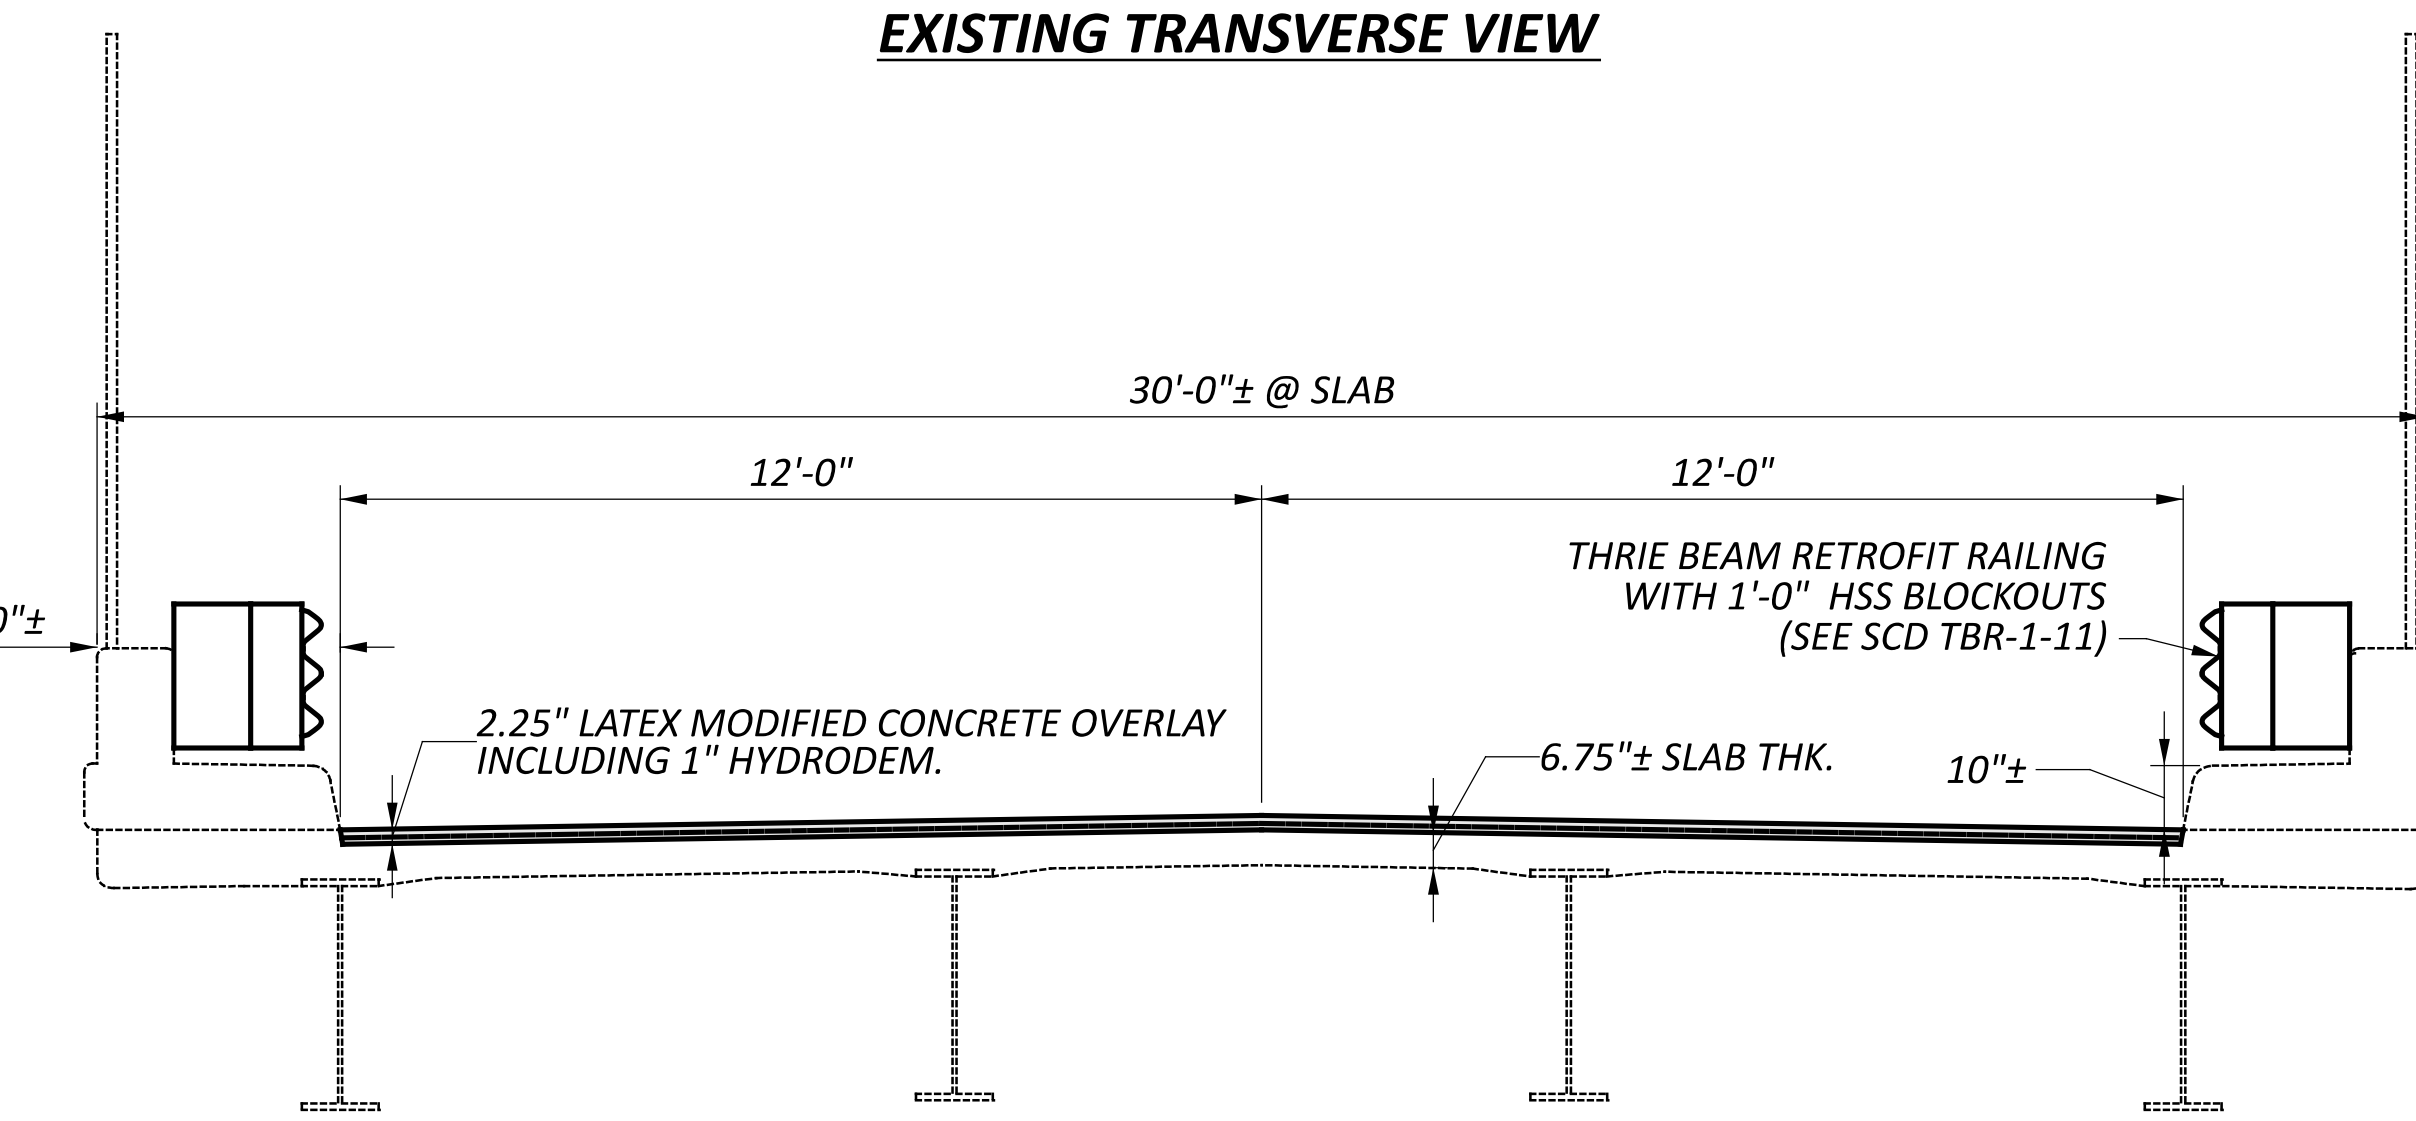 EXISTING TRANSVERSE VIEW
30'-0"± @ SLAB
12'-0"
12'-0"
THRIE BEAM RETROFIT RAILING
WITH 1'-0" HSS BLOCKOUTS
(SEE SCD TBR-1-11)
0"±
2.25" LATEX MODIFIED CONCRETE OVERLAY
INCLUDING 1" HYDRODEM.
6.75"± SLAB THK.
10"±